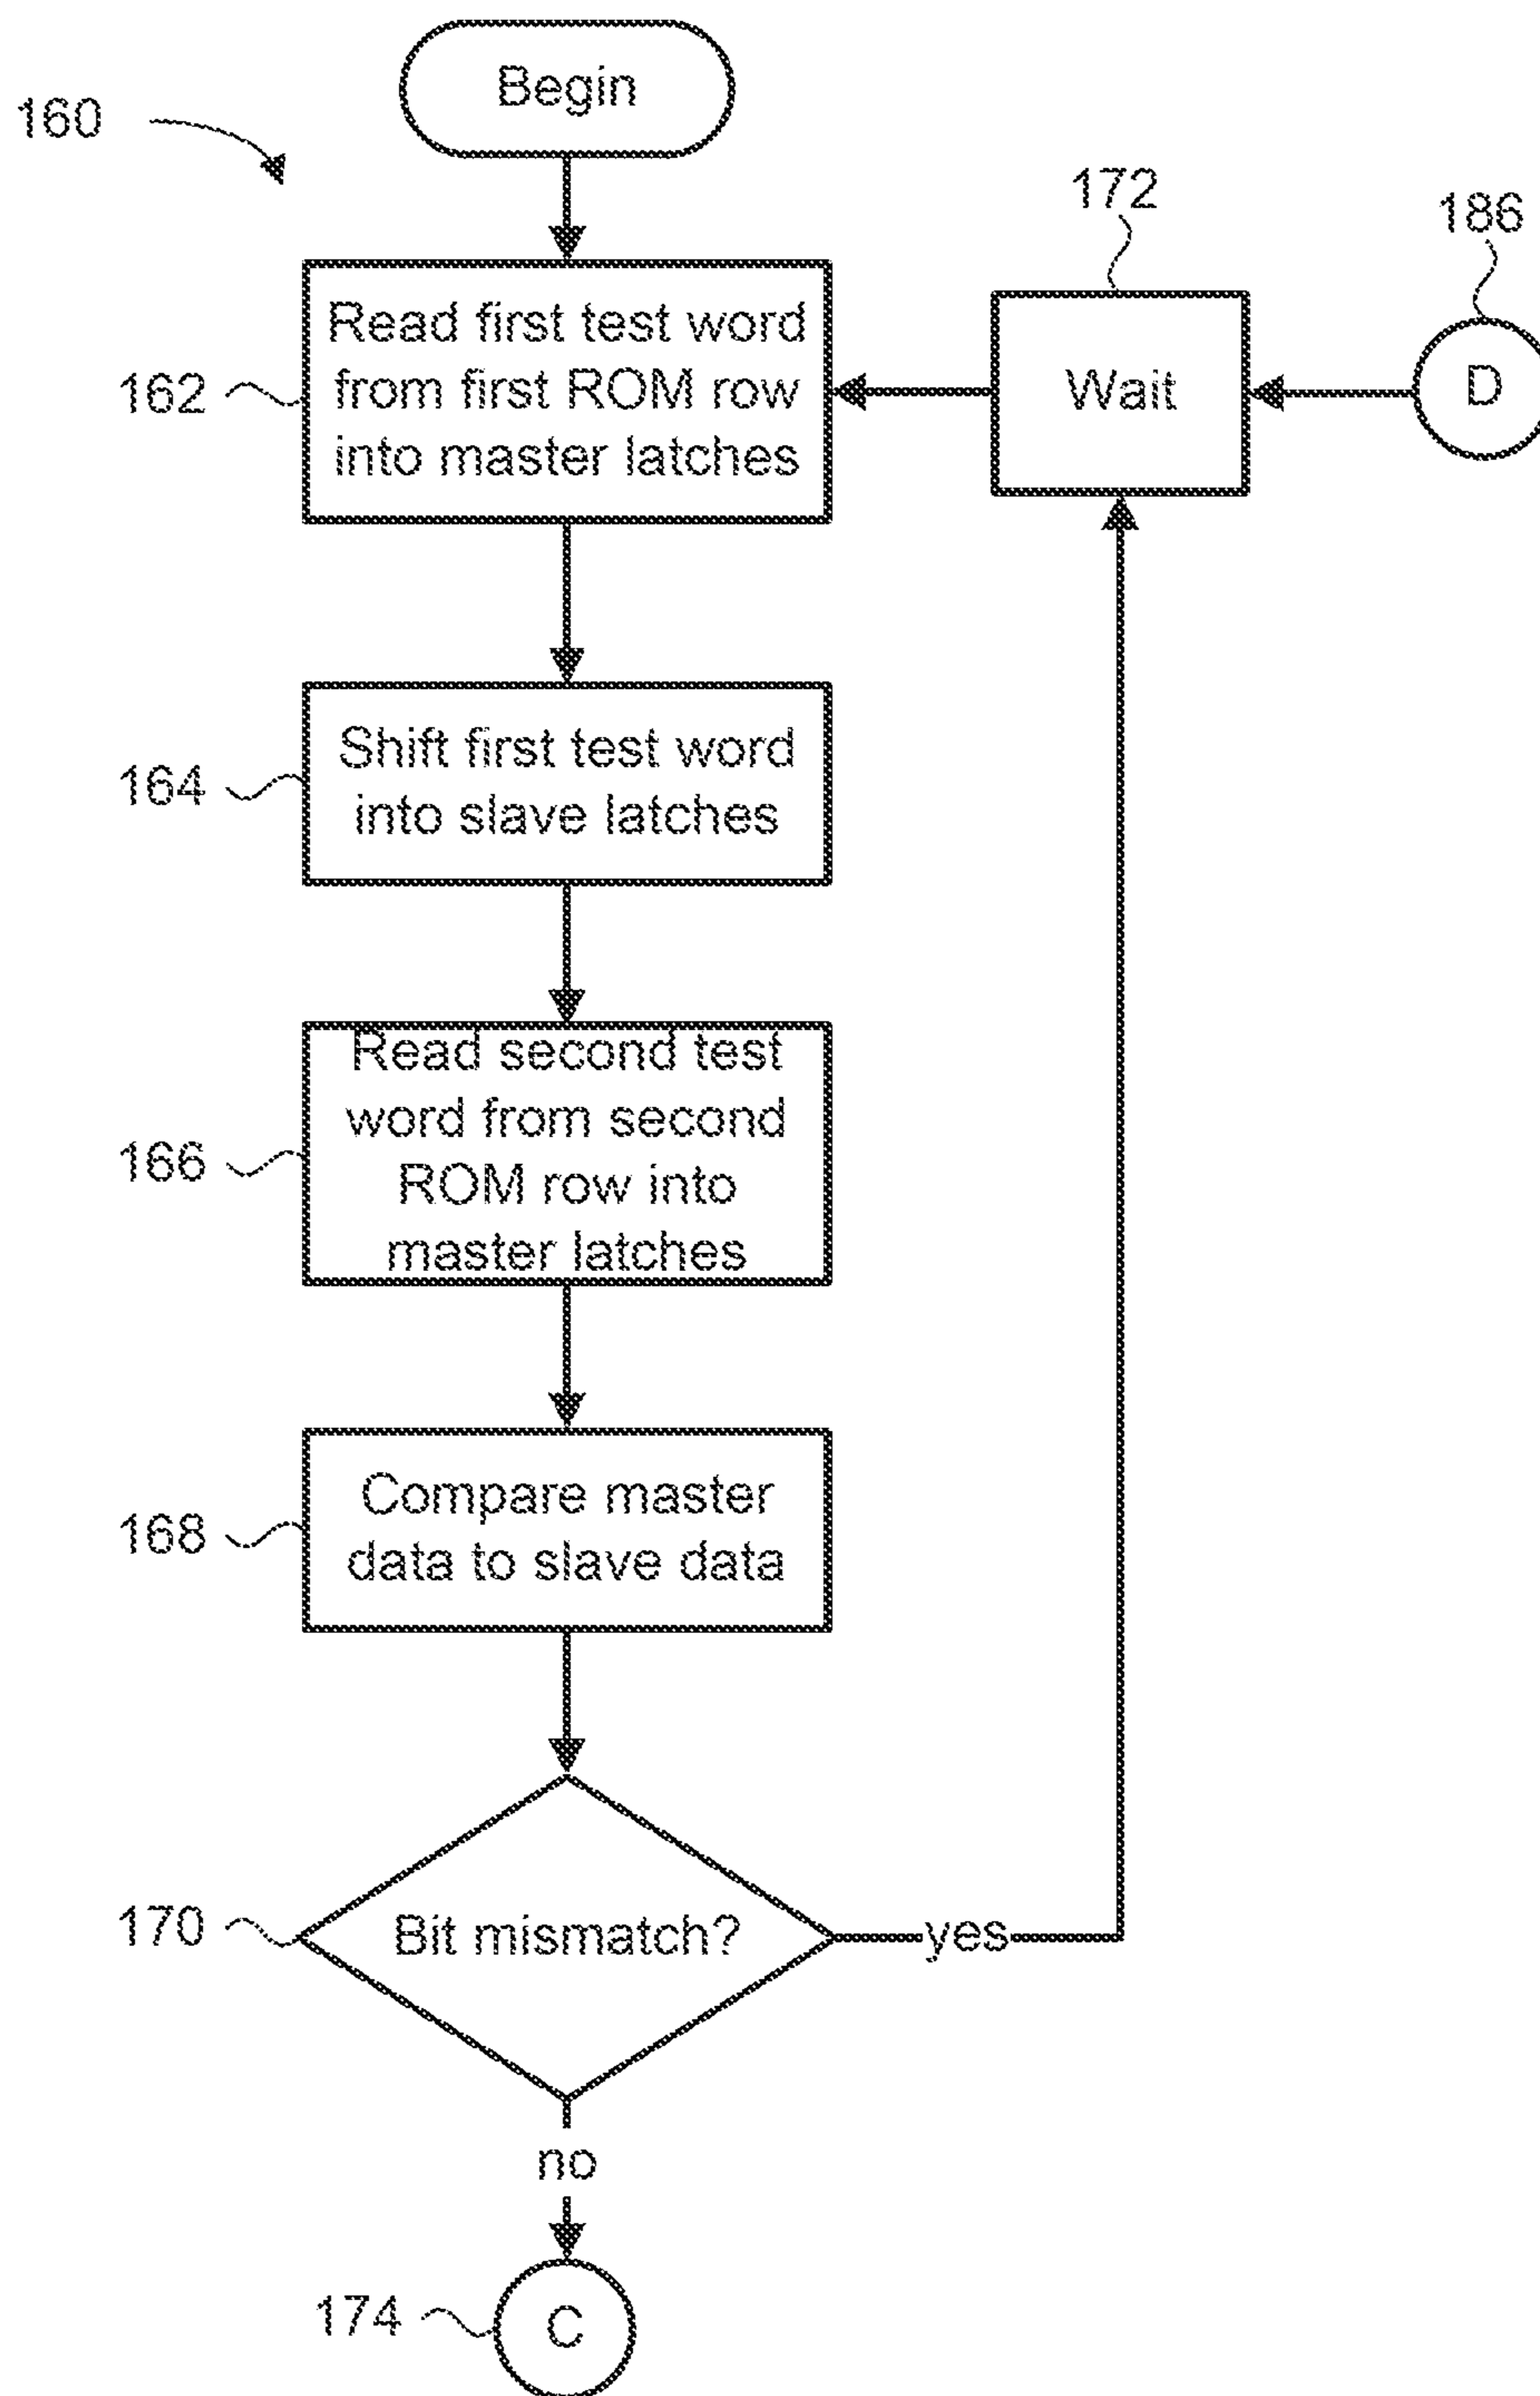 Begin
160
172
186
Read first test word
from first ROM row
into master latches
162
Wait
D
Shift first test word
into slave latches
164
Read second test
word from second
ROM row into
master latches
166
Compare master
data to slave data
168
Bit mismatch?
170
yes
no
174
C